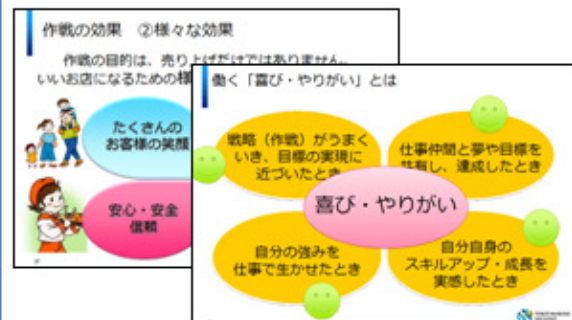 作戦の効果　②様々な効果
作戦の目的は、売り上げだけではありません。
いいお店になるための様
たくさんの
お客様の笑顔
安心・安全
信頼
働く「喜び・やりがい」とは
戦略（作戦）がうまく
いき、目標の実現に
近づいたとき
仕事仲間と夢や目標を
共有し、達成したとき
喜び・やりがい
自分の強みを
仕事で生かせたとき
自分自身の
スキルアップ・成長を
実感したとき